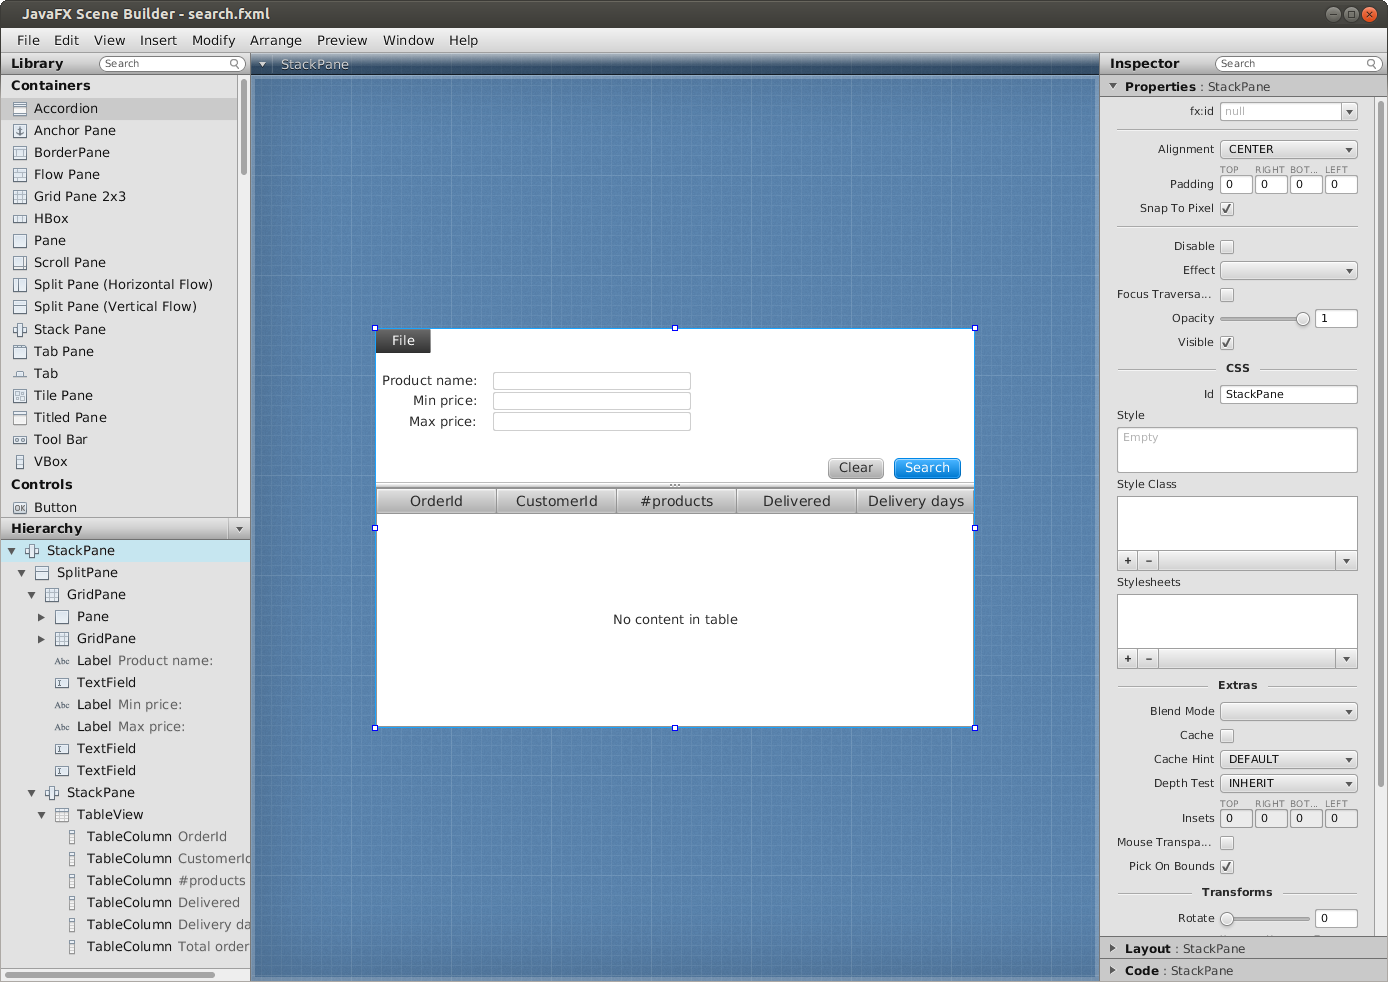 JavaFX Scene Builder - search.fxml
File Edit View Insert Modify Arrange Preview Window Help
Library Search
Containers
Accordion
Anchor Pane
BorderPane
Flow Pane
Grid Pane 2x3
HBox
Pane
Scroll Pane
Split Pane (Horizontal Flow)
Split Pane (Vertical Flow)
Stack Pane
Tab Pane
Tab
Tile Pane
Titled Pane
Tool Bar
VBox
Controls
OK Button
Hierarchy
StackPane
SplitPane
GridPane
Pane
GridPane
Abc Label Product name:
TextField
Abc Label Min price:
Abc Label Max price:
TextField
TextField
StackPane
TableView
TableColumn OrderId
TableColumn CustomerId
TableColumn #products
TableColumn Delivered
TableColumn Delivery da
TableColumn Total order
StackPane
File
Product name:
Min price:
Max price:
Clear Search
OrderId CustomerId #products Delivered Delivery days
No content in table
Inspector Search
Properties : StackPane
fx:id null
Alignment CENTER
TOP RIGHT BOT... LEFT
Padding 0 0 0 0
Snap To Pixel
Disable
Effect
Focus Traversa...
Opacity 1
Visible
CSS
Id StackPane
Style
Empty
Style Class
+ −
Stylesheets
+ −
Extras
Blend Mode
Cache
Cache Hint DEFAULT
Depth Test INHERIT
TOP RIGHT BOT... LEFT
Insets 0 0 0 0
Mouse Transpa...
Pick On Bounds
Transforms
Rotate 0
Layout : StackPane
Code : StackPane